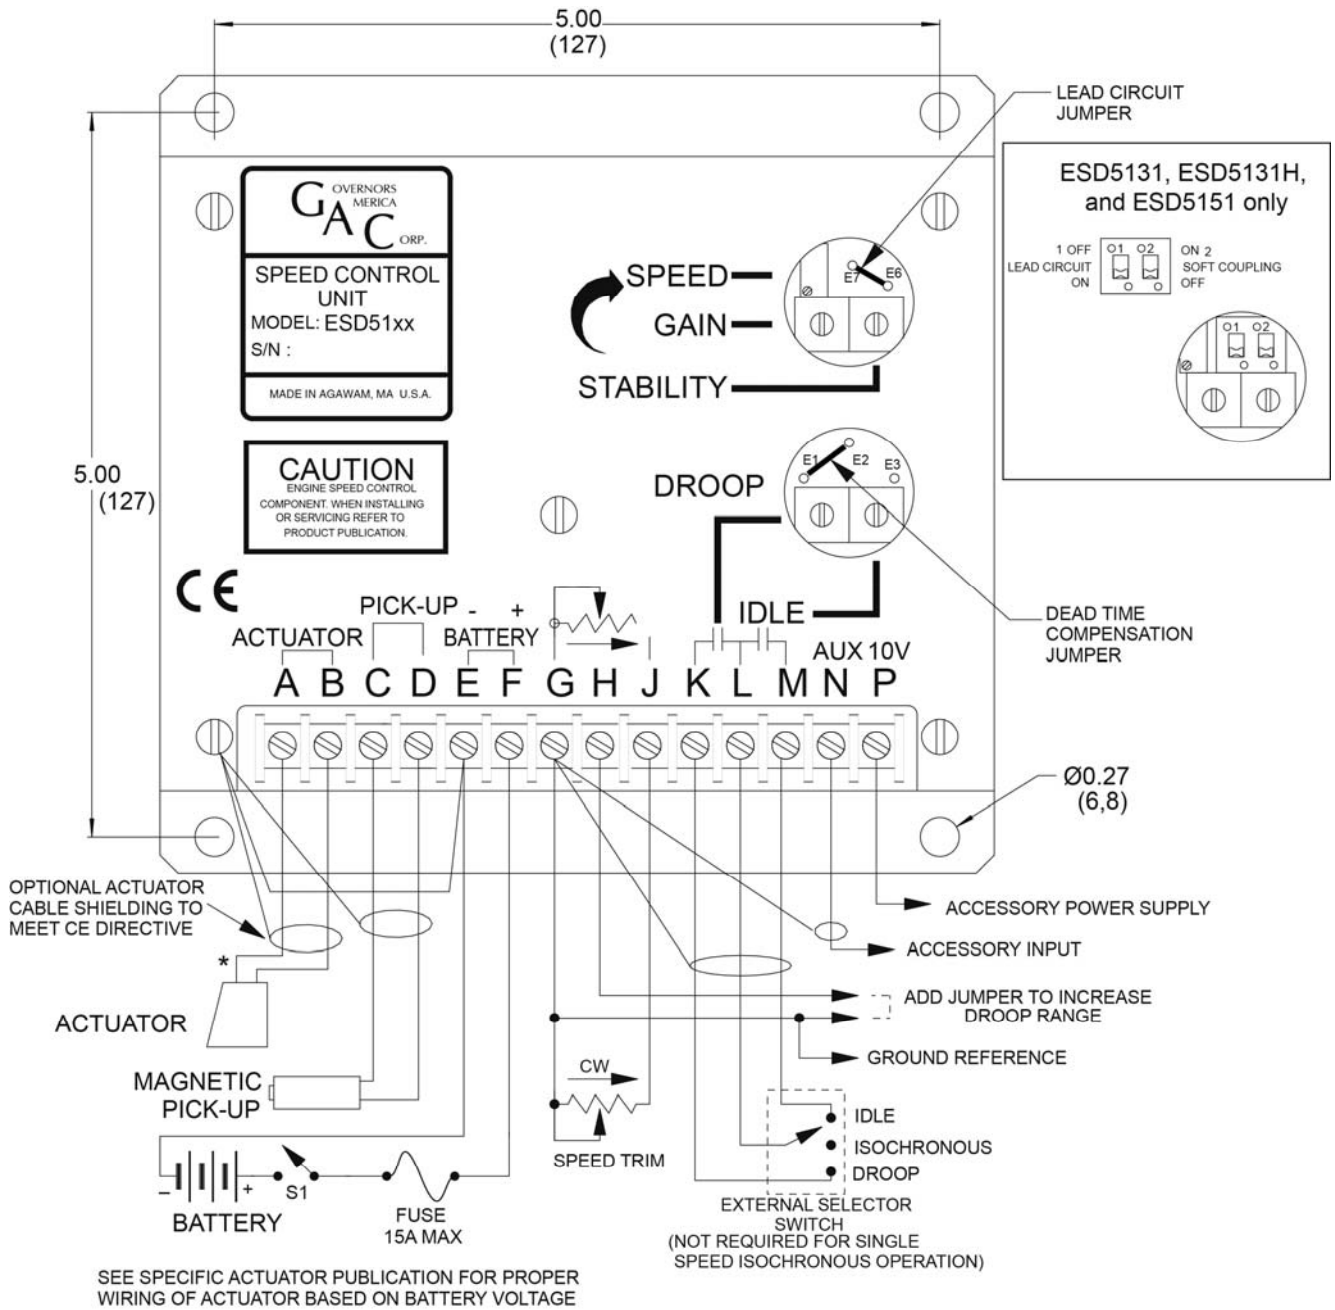 5.00
(127)
LEAD CIRCUIT
JUMPER
GAC
OVERNORS
MERICA
ORP.
SPEED CONTROL
UNIT
MODEL: ESD51xx
S/N :
MADE IN AGAWAM, MA U.S.A.
SPEED
GAIN
STABILITY
E7 E6
ESD5131, ESD5131H,
and ESD5151 only
1 OFF
LEAD CIRCUIT
ON
1 2
ON 2
SOFT COUPLING
OFF
1 2
5.00
(127)
CAUTION
ENGINE SPEED CONTROL
COMPONENT. WHEN INSTALLING
OR SERVICING REFER TO
PRODUCT PUBLICATION.
DROOP
E1 E2 E3
CE
PICK-UP - +
ACTUATOR BATTERY
IDLE
AUX 10V
A B C D E F G H J K L M N P
DEAD TIME
COMPENSATION
JUMPER
Ø0.27
(6,8)
OPTIONAL ACTUATOR
CABLE SHIELDING TO
MEET CE DIRECTIVE
*
ACTUATOR
MAGNETIC
PICK-UP
- +
BATTERY
S1
FUSE
15A MAX
CW
SPEED TRIM
ACCESSORY POWER SUPPLY
ACCESSORY INPUT
ADD JUMPER TO INCREASE
DROOP RANGE
GROUND REFERENCE
IDLE
ISOCHRONOUS
DROOP
EXTERNAL SELECTOR
SWITCH
(NOT REQUIRED FOR SINGLE
SPEED ISOCHRONOUS OPERATION)
SEE SPECIFIC ACTUATOR PUBLICATION FOR PROPER
WIRING OF ACTUATOR BASED ON BATTERY VOLTAGE